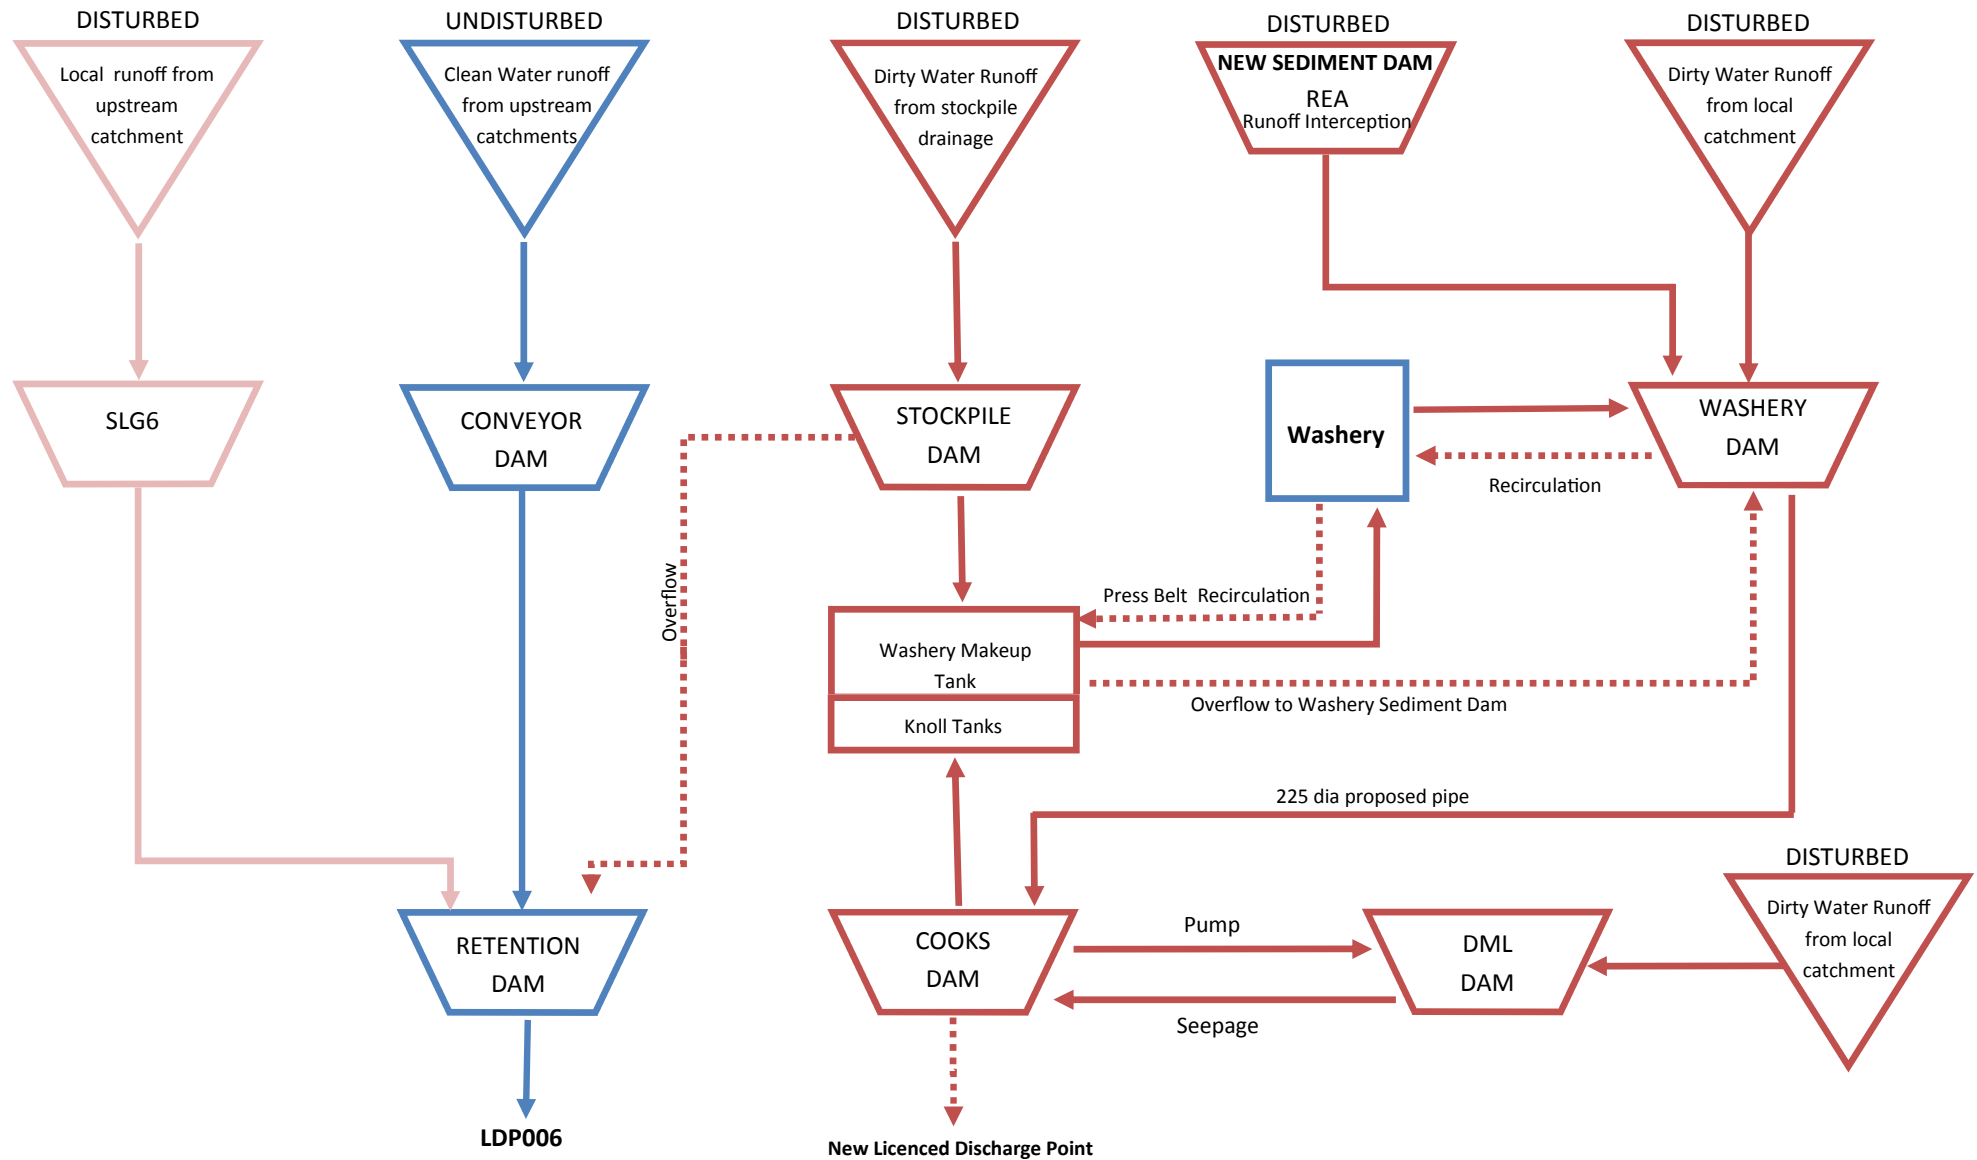 DISTURBED
UNDISTURBED
DISTURBED
DISTURBED
DISTURBED
Local runoff from
upstream
catchment
Clean Water runoff
from upstream
catchments
Dirty Water Runoff
from stockpile
drainage
NEW SEDIMENT DAM
REA
Runoff Interception
Dirty Water Runoff
from local
catchment
SLG6
CONVEYOR
DAM
STOCKPILE
DAM
Washery
WASHERY
DAM
Recirculation
Overflow
Press Belt Recirculation
Washery Makeup
Tank
Overflow to Washery Sediment Dam
Knoll Tanks
225 dia proposed pipe
DISTURBED
Dirty Water Runoff
from local
catchment
RETENTION
DAM
COOKS
DAM
Pump
DML
DAM
Seepage
LDP006
New Licenced Discharge Point